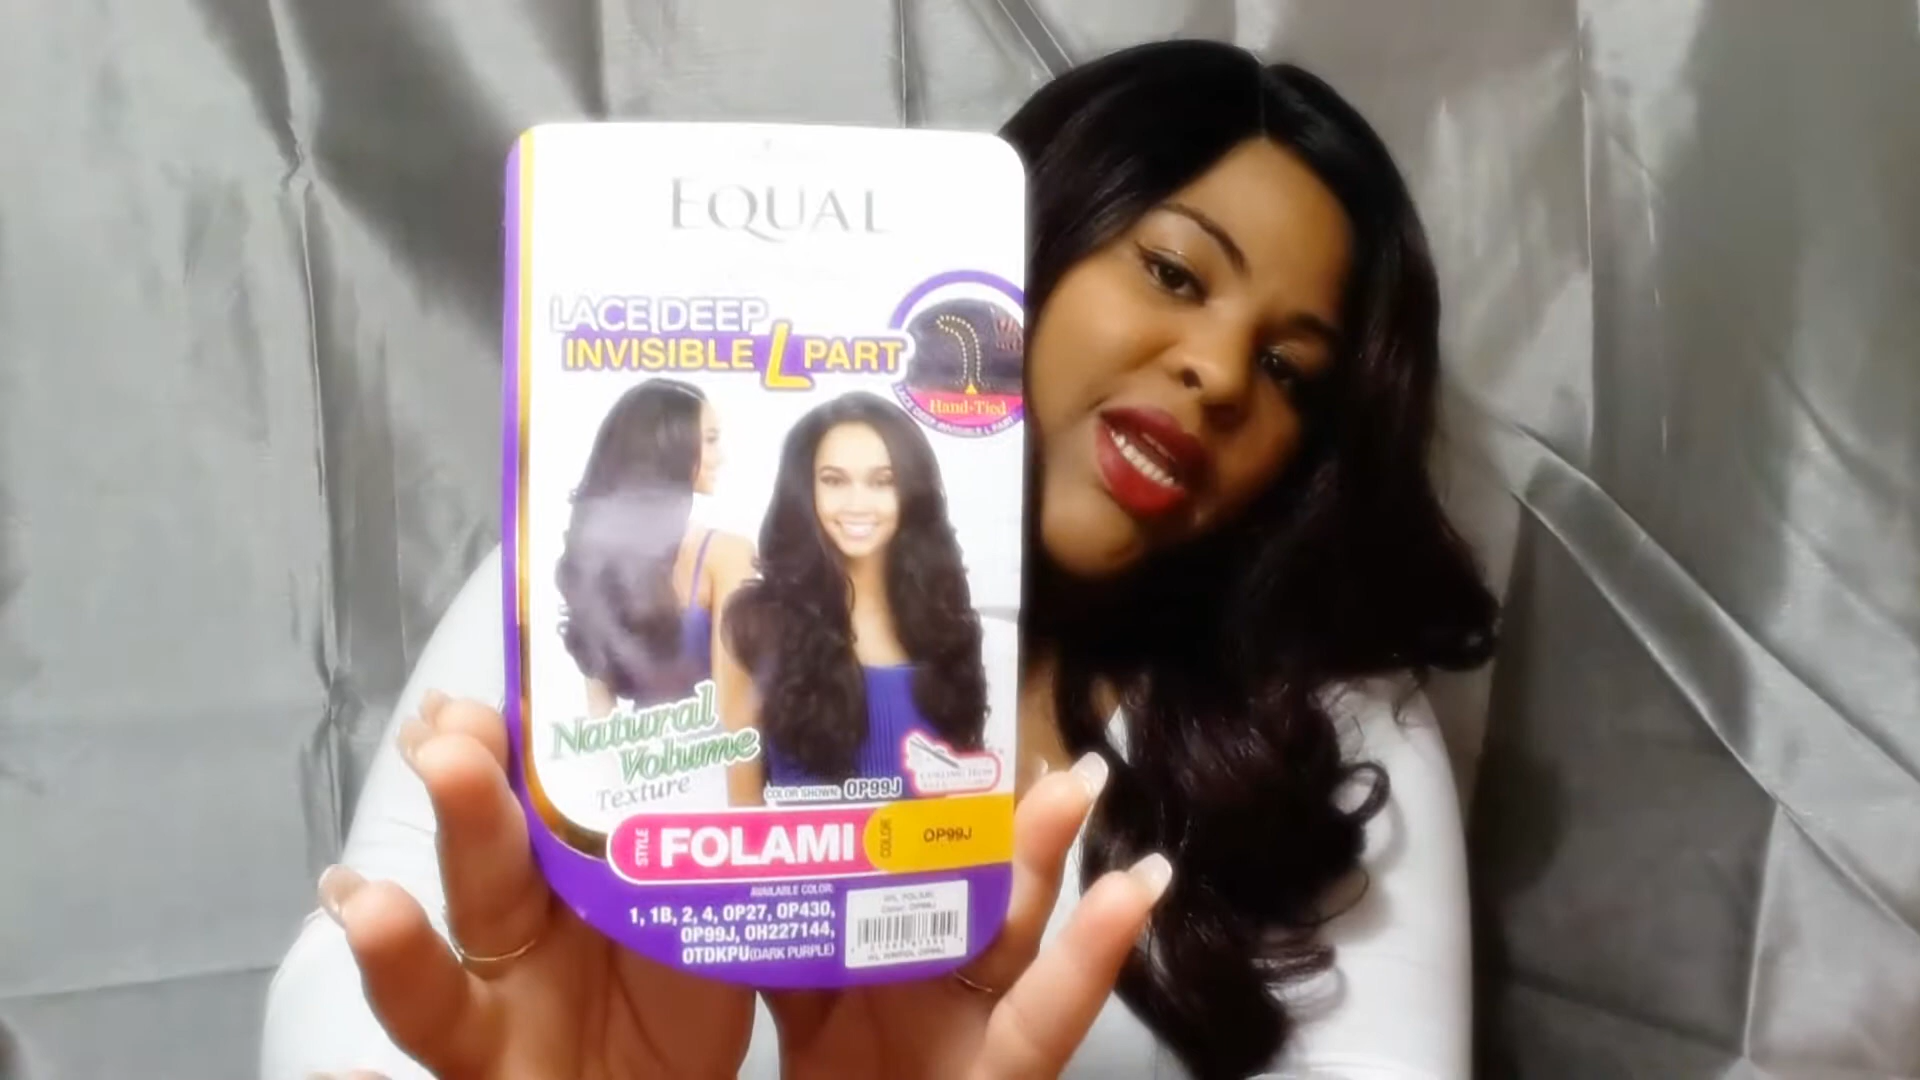 EQUAL
LACE DEEP
INVISIBLE L PART
Hand-Tied
LACE DEEP INVISIBLE L PART
Natural
Volume
Texture
COLOR SHOWN: OP99J
STYLE FOLAMI COLOR OP99J
AVAILABLE COLOR:
1, 1B, 2, 4, OP27, OP430,
OP99J, OH227144,
OTDKPU(DARK PURPLE)